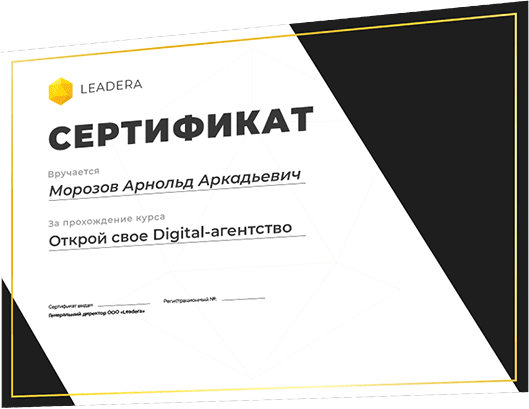 LEADERA
СЕРТИФИКАТ
Вручается
Морозов Арнольд Аркадьевич
За прохождение курса
Открой свое Digital-агентство
Сертификат выдал Регистрационный №:
Генеральный директор ООО «Leadera»